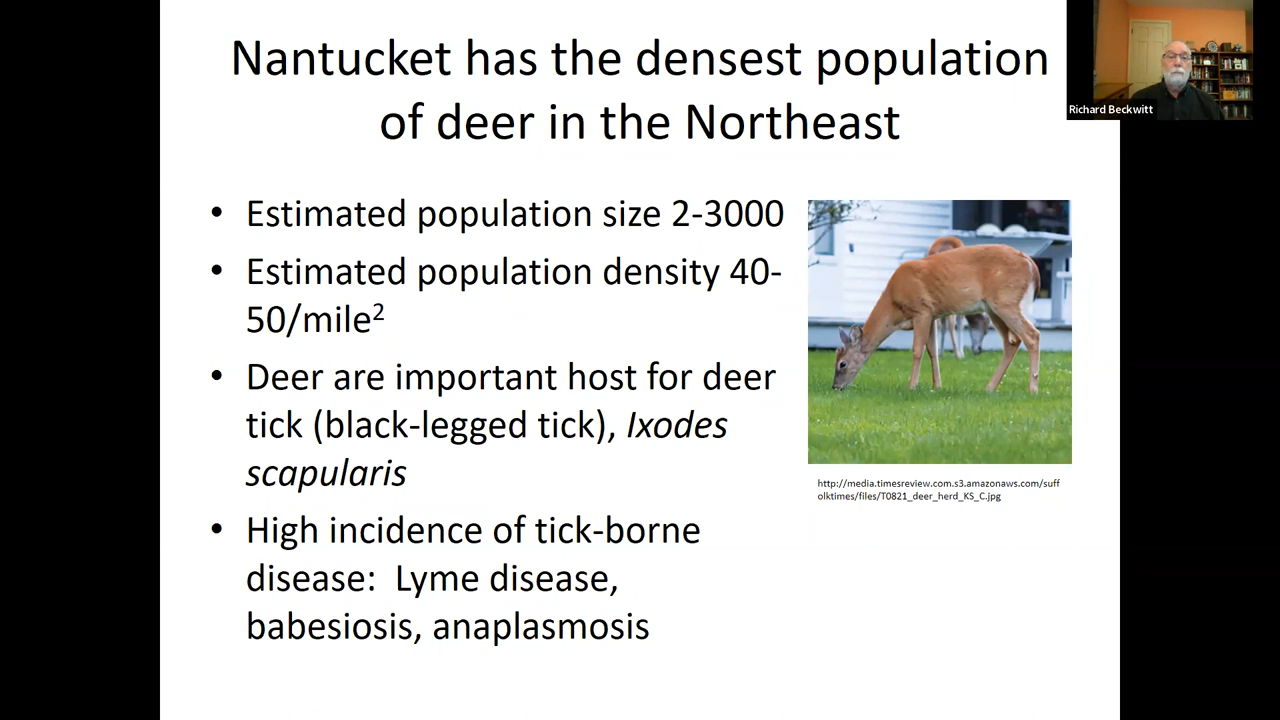 Nantucket has the densest population
of deer in the Northeast
Richard Beckwitt
• Estimated population size 2-3000
• Estimated population density 40-
50/mile²
• Deer are important host for deer
tick (black-legged tick), Ixodes
scapularis
• High incidence of tick-borne
disease:  Lyme disease,
babesiosis, anaplasmosis
http://media.timesreview.com.s3.amazonaws.com/suff
olktimes/files/T0821_deer_herd_KS_C.jpg